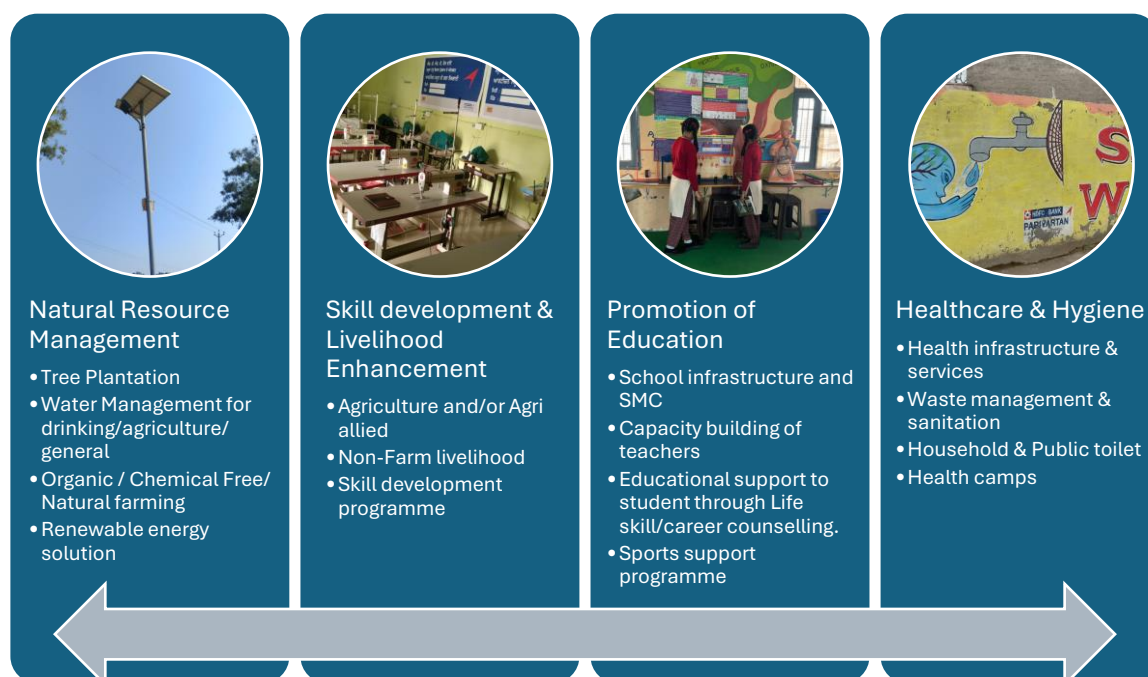 Natural Resource
Management
•Tree Plantation
•Water Management for
drinking/agriculture/
general
•Organic / Chemical Free/
Natural farming
•Renewable energy
solution
Skill development &
Livelihood
Enhancement
•Agriculture and/or Agri
allied
•Non-Farm livelihood
•Skill development
programme
Promotion of
Education
•School infrastructure and
SMC
•Capacity building of
teachers
•Educational support to
student through Life
skill/career counselling.
•Sports support
programme
S
W
HDFC BANK
PARIVARTAN
Healthcare & Hygiene
•Health infrastructure &
services
•Waste management &
sanitation
•Household & Public toilet
•Health camps